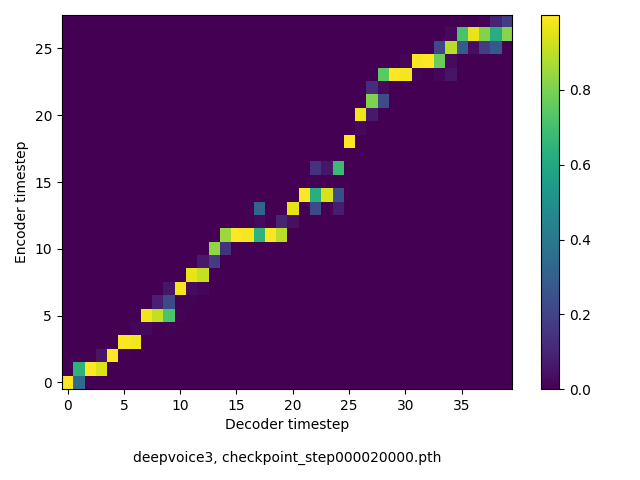 25
20
15
10
5
0
Encoder timestep
0 5 10 15 20 25 30 35
Decoder timestep
0.8
0.6
0.4
0.2
0.0
deepvoice3, checkpoint_step000020000.pth